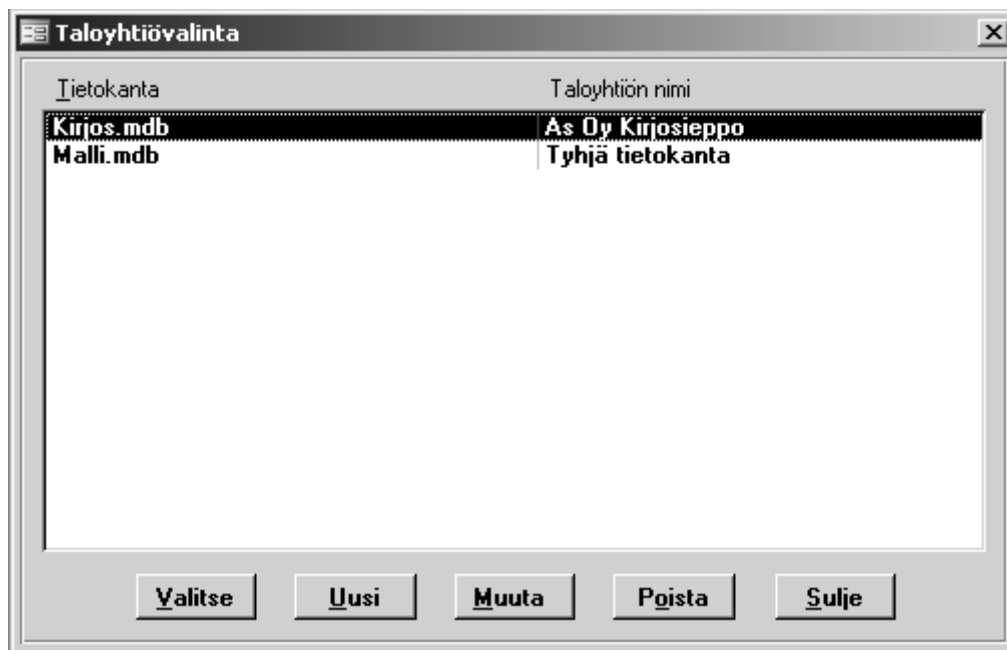 Taloyhtiövalinta
Tietokanta Taloyhtiön nimi
Kirjos.mdb As Oy Kirjosieppo
Malli.mdb Tyhjä tietokanta
Valitse Uusi Muuta Poista Sulje